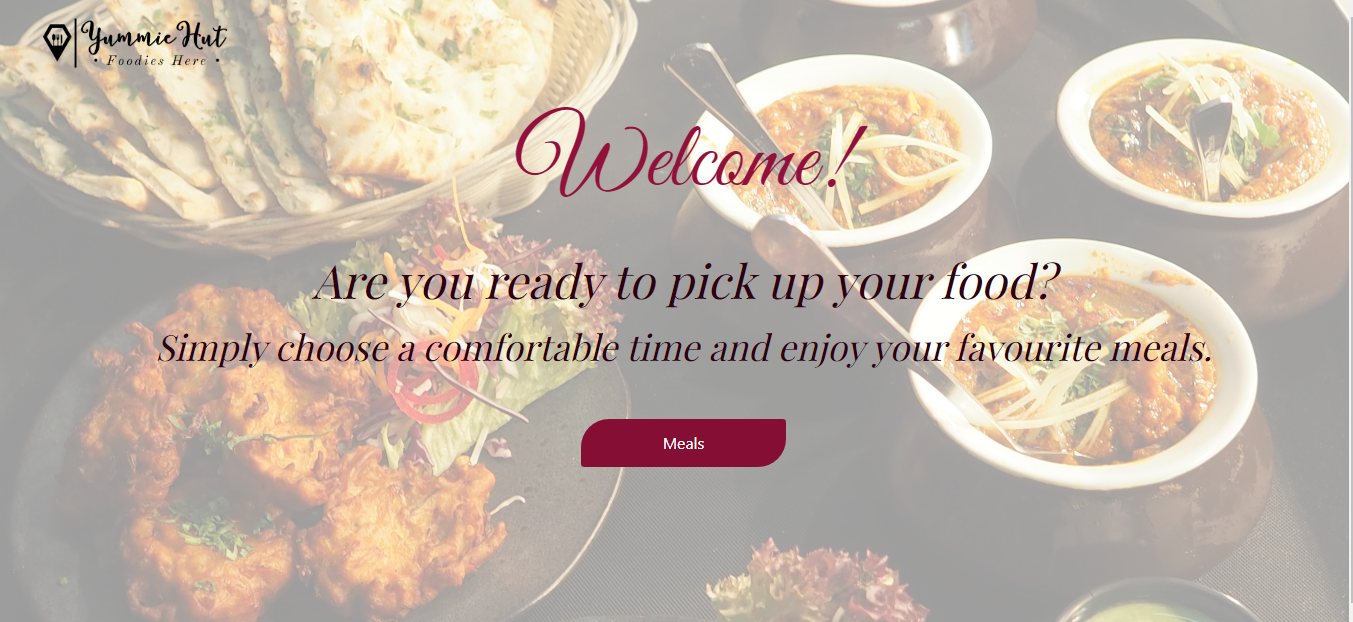 Yummie Hut
• Foodies Here •
Welcome!
Are you ready to pick up your food?
Simply choose a comfortable time and enjoy your favourite meals.
Meals